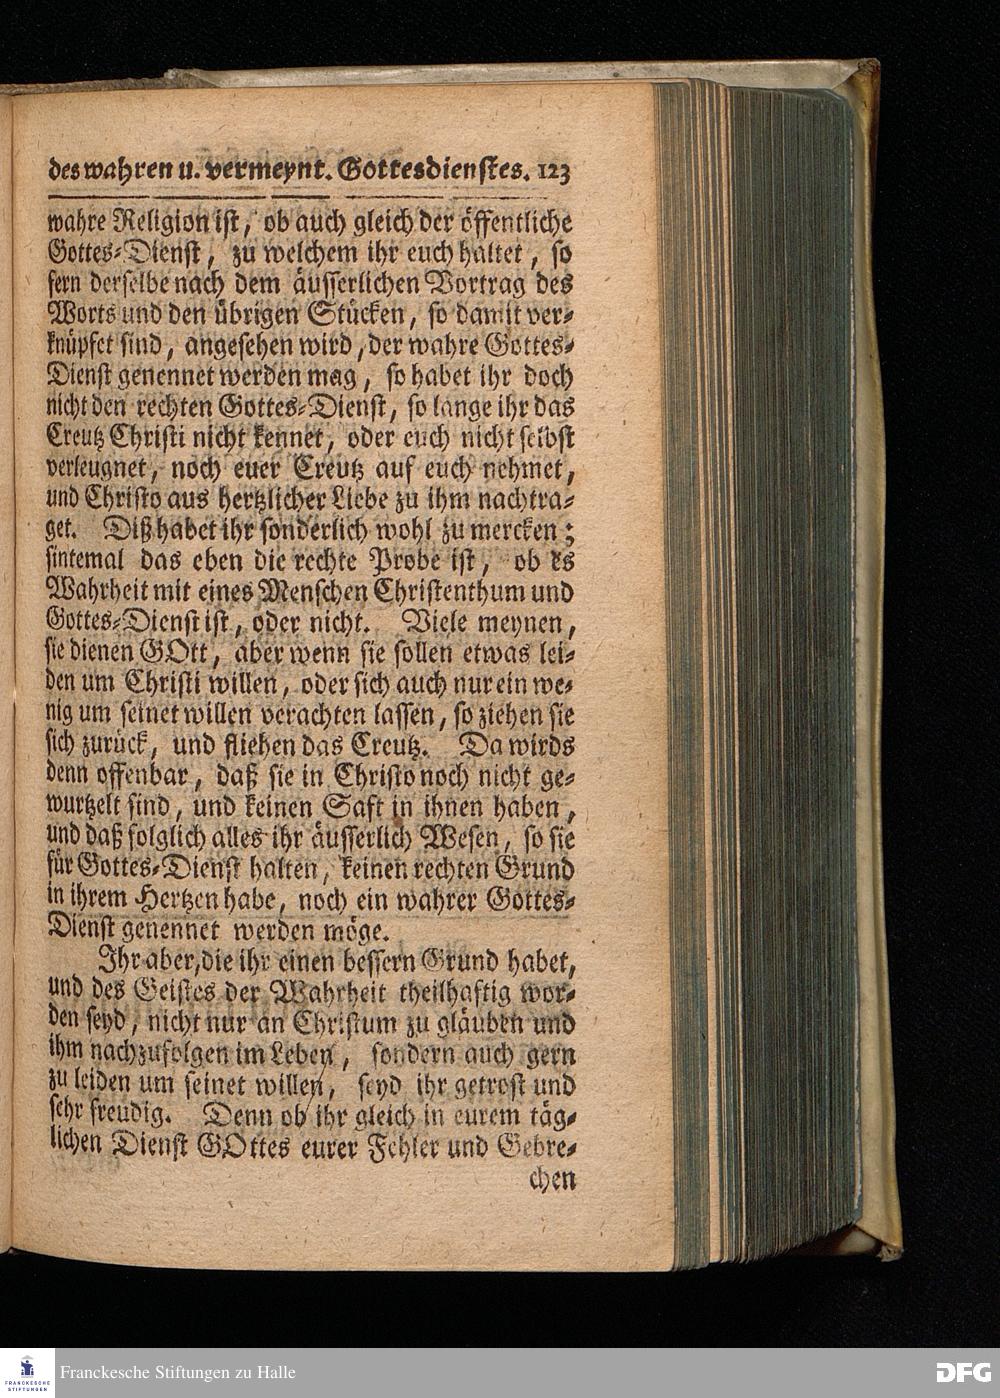 des wahren u. vermeynt. Gottesdienstes. 123
wahre Religion ist, ob auch gleich der öffentliche
Gottes-Dienst, zu welchem ihr euch haltet, so
fern derselbe nach dem äusserlichen Vortrag des
Worts und den übrigen Stücken, so damit ver-
knüpfet sind, angesehen wird, der wahre Gottes-
Dienst genennet werden mag, so habet ihr doch
nicht den rechten Gottes-Dienst, so lange ihr das
Creutz Christi nicht kennet, oder euch nicht selbst
verleugnet, noch euer Creutz auf euch nehmet,
und Christo aus hertzlicher Liebe zu ihm nachtra-
get. Diß habet ihr sonderlich wohl zu mercken;
sintemal das eben die rechte Probe ist, ob es
Wahrheit mit eines Menschen Christenthum und
Gottes-Dienst ist, oder nicht. Viele meynen,
sie dienen GOtt, aber wenn sie sollen etwas lei-
den um Christi willen, oder sich auch nur ein we-
nig um seinet willen verachten lassen, so ziehen sie
sich zurück, und fliehen das Creutz. Da wirds
denn offenbar, daß sie in Christo noch nicht ge-
wurtzelt sind, und keinen Saft in ihnen haben,
und daß folglich alles ihr äusserlich Wesen, so sie
für Gottes-Dienst halten, keinen rechten Grund
in ihrem Hertzen habe, noch ein wahrer Gottes-
Dienst genennet werden möge.
Ihr aber, die ihr einen bessern Grund habet,
und des Geistes der Wahrheit theilhaftig wor-
den seyd, nicht nur an Christum zu gläuben und
ihm nachzufolgen im Leben, sondern auch gern
zu leiden um seinet willen, seyd ihr getrost und
sehr freudig. Denn ob ihr gleich in eurem täg-
lichen Dienst GOttes eurer Fehler und Gebre-
chen
FRANCKESCHE STIFTUNGEN
Franckesche Stiftungen zu Halle
DFG